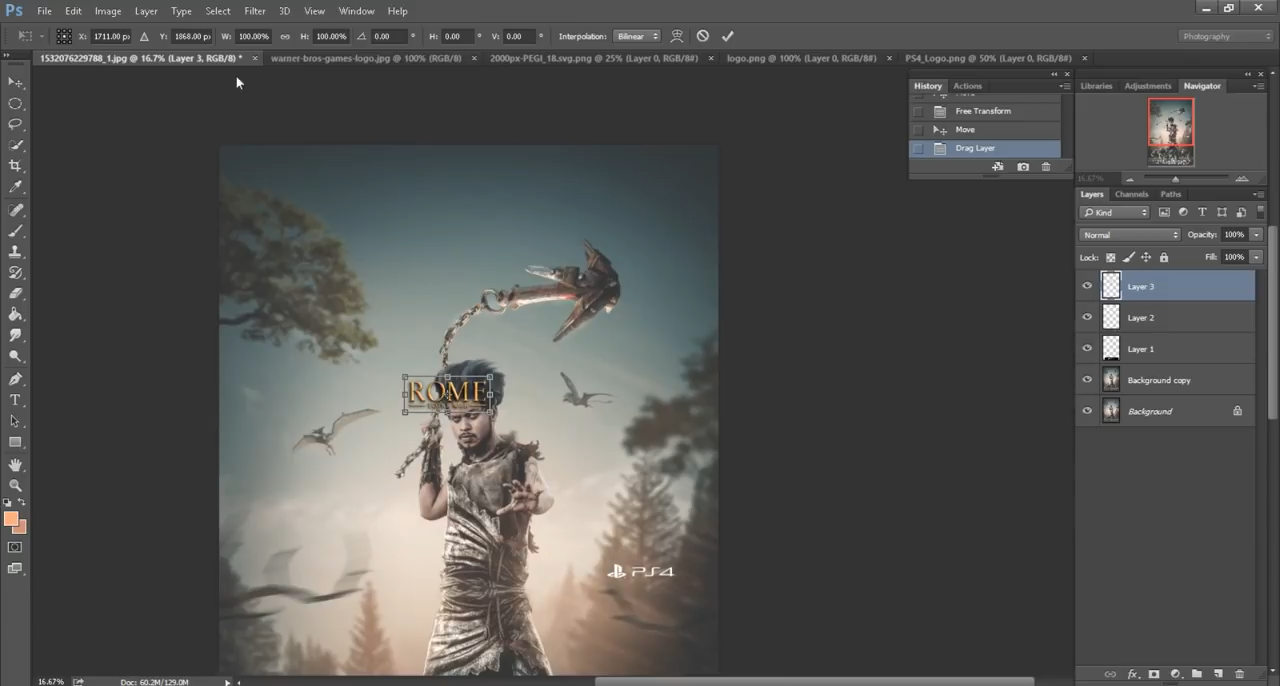 Ps File Edit Image Layer Type Select Filter 3D View Window Help
X: 1711.00 px Y: 1868.00 px W: 100.00% H: 100.00% 0.00 ° H: 0.00 ° V: 0.00 ° Interpolation: Bilinear Photography
1532076229788_1.jpg @ 16.7% (Layer 3, RGB/8) * × warner-bros-games-logo.jpg @ 100% (RGB/8) × 2000px-PEGI_18.svg.png @ 25% (Layer 0, RGB/8#) × logo.png @ 100% (Layer 0, RGB/8#) × PS4_Logo.png @ 50% (Layer 0, RGB/8#) ×
History Actions
Free Transform
Move
Drag Layer
Libraries Adjustments Navigator
16.67%
Layers Channels Paths
Kind
Normal Opacity: 100%
Lock: Fill: 100%
Layer 3
Layer 2
Layer 1
Background copy
Background
ROME
PS4
16.67% Doc: 60.2M/129.0M